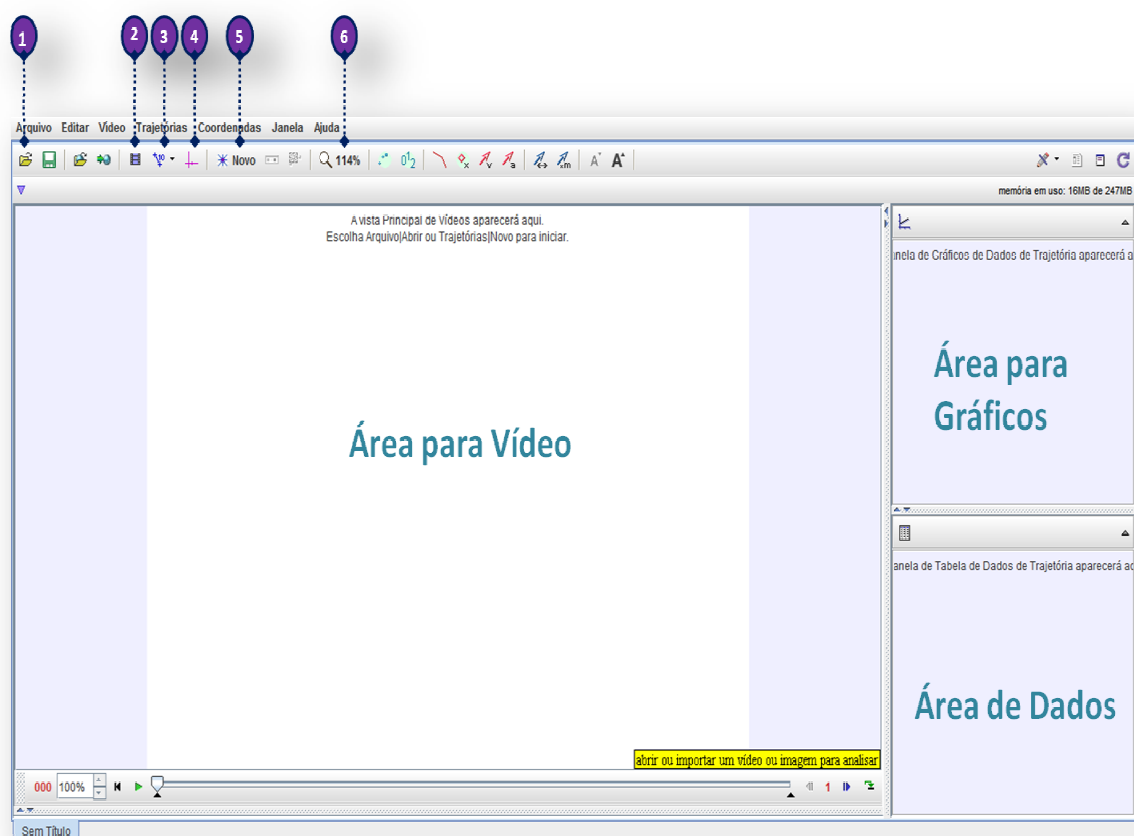 1 2 3 4 5 6
Arquivo Editar Vídeo Trajetórias Coordenadas Janela Ajuda
Novo 114%
memória em uso: 16MB de 247MB
A vista Principal de Vídeos aparecerá aqui.
Escolha Arquivo|Abrir ou Trajetórias|Novo para iniciar.
nela de Gráficos de Dados de Trajetória aparecerá a
Área para
Gráficos
Área para Vídeo
anela de Tabela de Dados de Trajetória aparecerá a
Área de Dados
abrir ou importar um vídeo ou imagem para analisar
000 100% 1
Sem Título